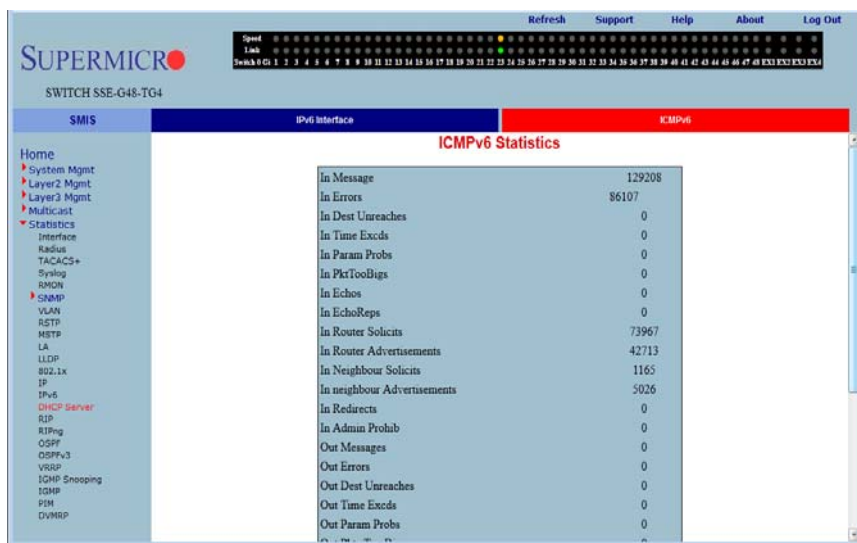 Refresh Support Help About Log Out
Speed
Link
Switch 0 Gi 1 2 3 4 5 6 7 8 9 10 11 12 13 14 15 16 17 18 19 20 21 22 23 24 25 26 27 28 29 30 31 32 33 34 35 36 37 38 39 40 41 42 43 44 45 46 47 48 EX1 EX2 EX3 EX4
SUPERMICRO
SWITCH SSE-G48-TG4
SMIS IPv6 Interface ICMPv6
Home
System Mgmt
Layer2 Mgmt
Layer3 Mgmt
Multicast
Statistics
Interface
Radius
TACACS+
Syslog
RMON
SNMP
VLAN
RSTP
MSTP
LA
LLDP
802.1x
IP
IPv6
DHCP Server
RIP
RIPng
OSPF
OSPFv3
VRRP
IGMP Snooping
IGMP
PIM
DVMRP
ICMPv6 Statistics
In Message 129208
In Errors 86107
In Dest Unreaches 0
In Time Excds 0
In Param Probs 0
In PktTooBigs 0
In Echos 0
In EchoReps 0
In Router Solicits 73967
In Router Advertisements 42713
In Neighbour Solicits 1165
In neighbour Advertisements 5026
In Redirects 0
In Admin Prohib 0
Out Messages 0
Out Errors 0
Out Dest Unreaches 0
Out Time Excds 0
Out Param Probs 0